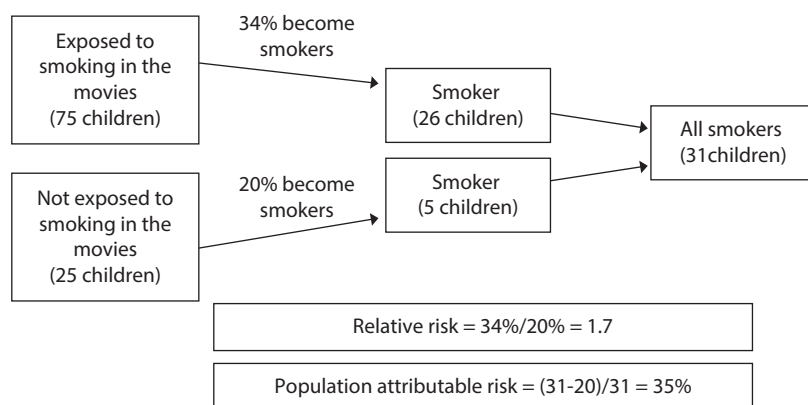 Exposed to
smoking in the
movies
(75 children)
34% become
smokers
Smoker
(26 children)
All smokers
(31children)
Not exposed to
smoking in the
movies
(25 children)
20% become
smokers
Smoker
(5 children)
Relative risk = 34%/20% = 1.7
Population attributable risk = (31-20)/31 = 35%